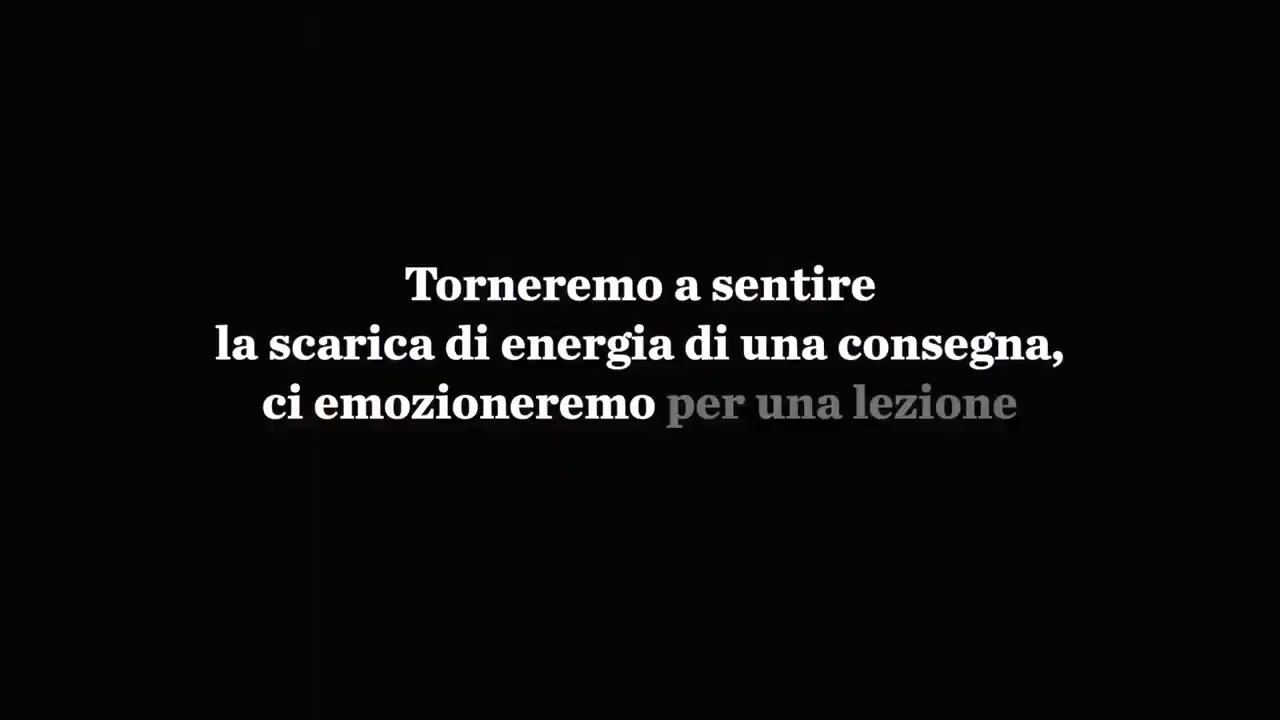 Torneremo a sentire
la scarica di energia di una consegna,
ci emozioneremo per una lezione